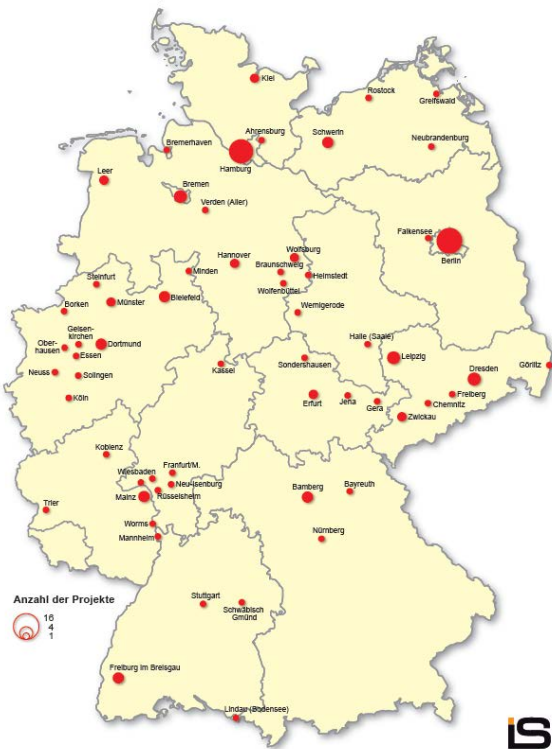 Kiel
Rostock
Greifswald
Ahrensburg
Bremerhaven
Schwerin
Neubrandenburg
Hamburg
Leer
Bremen
Verden (Aller)
Falkensee
Berlin
Hannover
Wolfsburg
Braunschweig
Helmstedt
Minden
Steinfurt
Wolfenbüttel
Münster
Bielefeld
Borken
Wernigerode
Gelsen-
kirchen
Ober-
hausen
Dortmund
Essen
Halle (Saale)
Leipzig
Görlitz
Sondershausen
Kassel
Dresden
Neuss
Solingen
Freiberg
Chemnitz
Köln
Erfurt
Jena
Gera
Zwickau
Koblenz
Franfurt/M.
Wiesbaden
Neu-Isenburg
Mainz
Rüsselsheim
Bamberg
Bayreuth
Trier
Worms
Mannheim
Nürnberg
Anzahl der Projekte
16
4
1
Stuttgart
Schwäbisch
Gmünd
Freiburg im Breisgau
Lindau (Bodensee)
iS